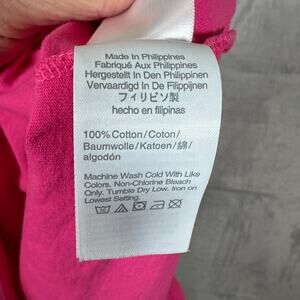 Made In Philippines
Fabriqué Aux Philippines
Hergestellt In Den Philippinen
Vervaardigd In De Filippijnen
フィリピン製
hecho en filipinas
100% Cotton/Coton/
Baumwolle/Katoen/綿/
algodón
Machine Wash Cold With Like
Colors. Non-Chlorine Bleach
Only. Tumble Dry Low. Iron on
Lowest Setting.